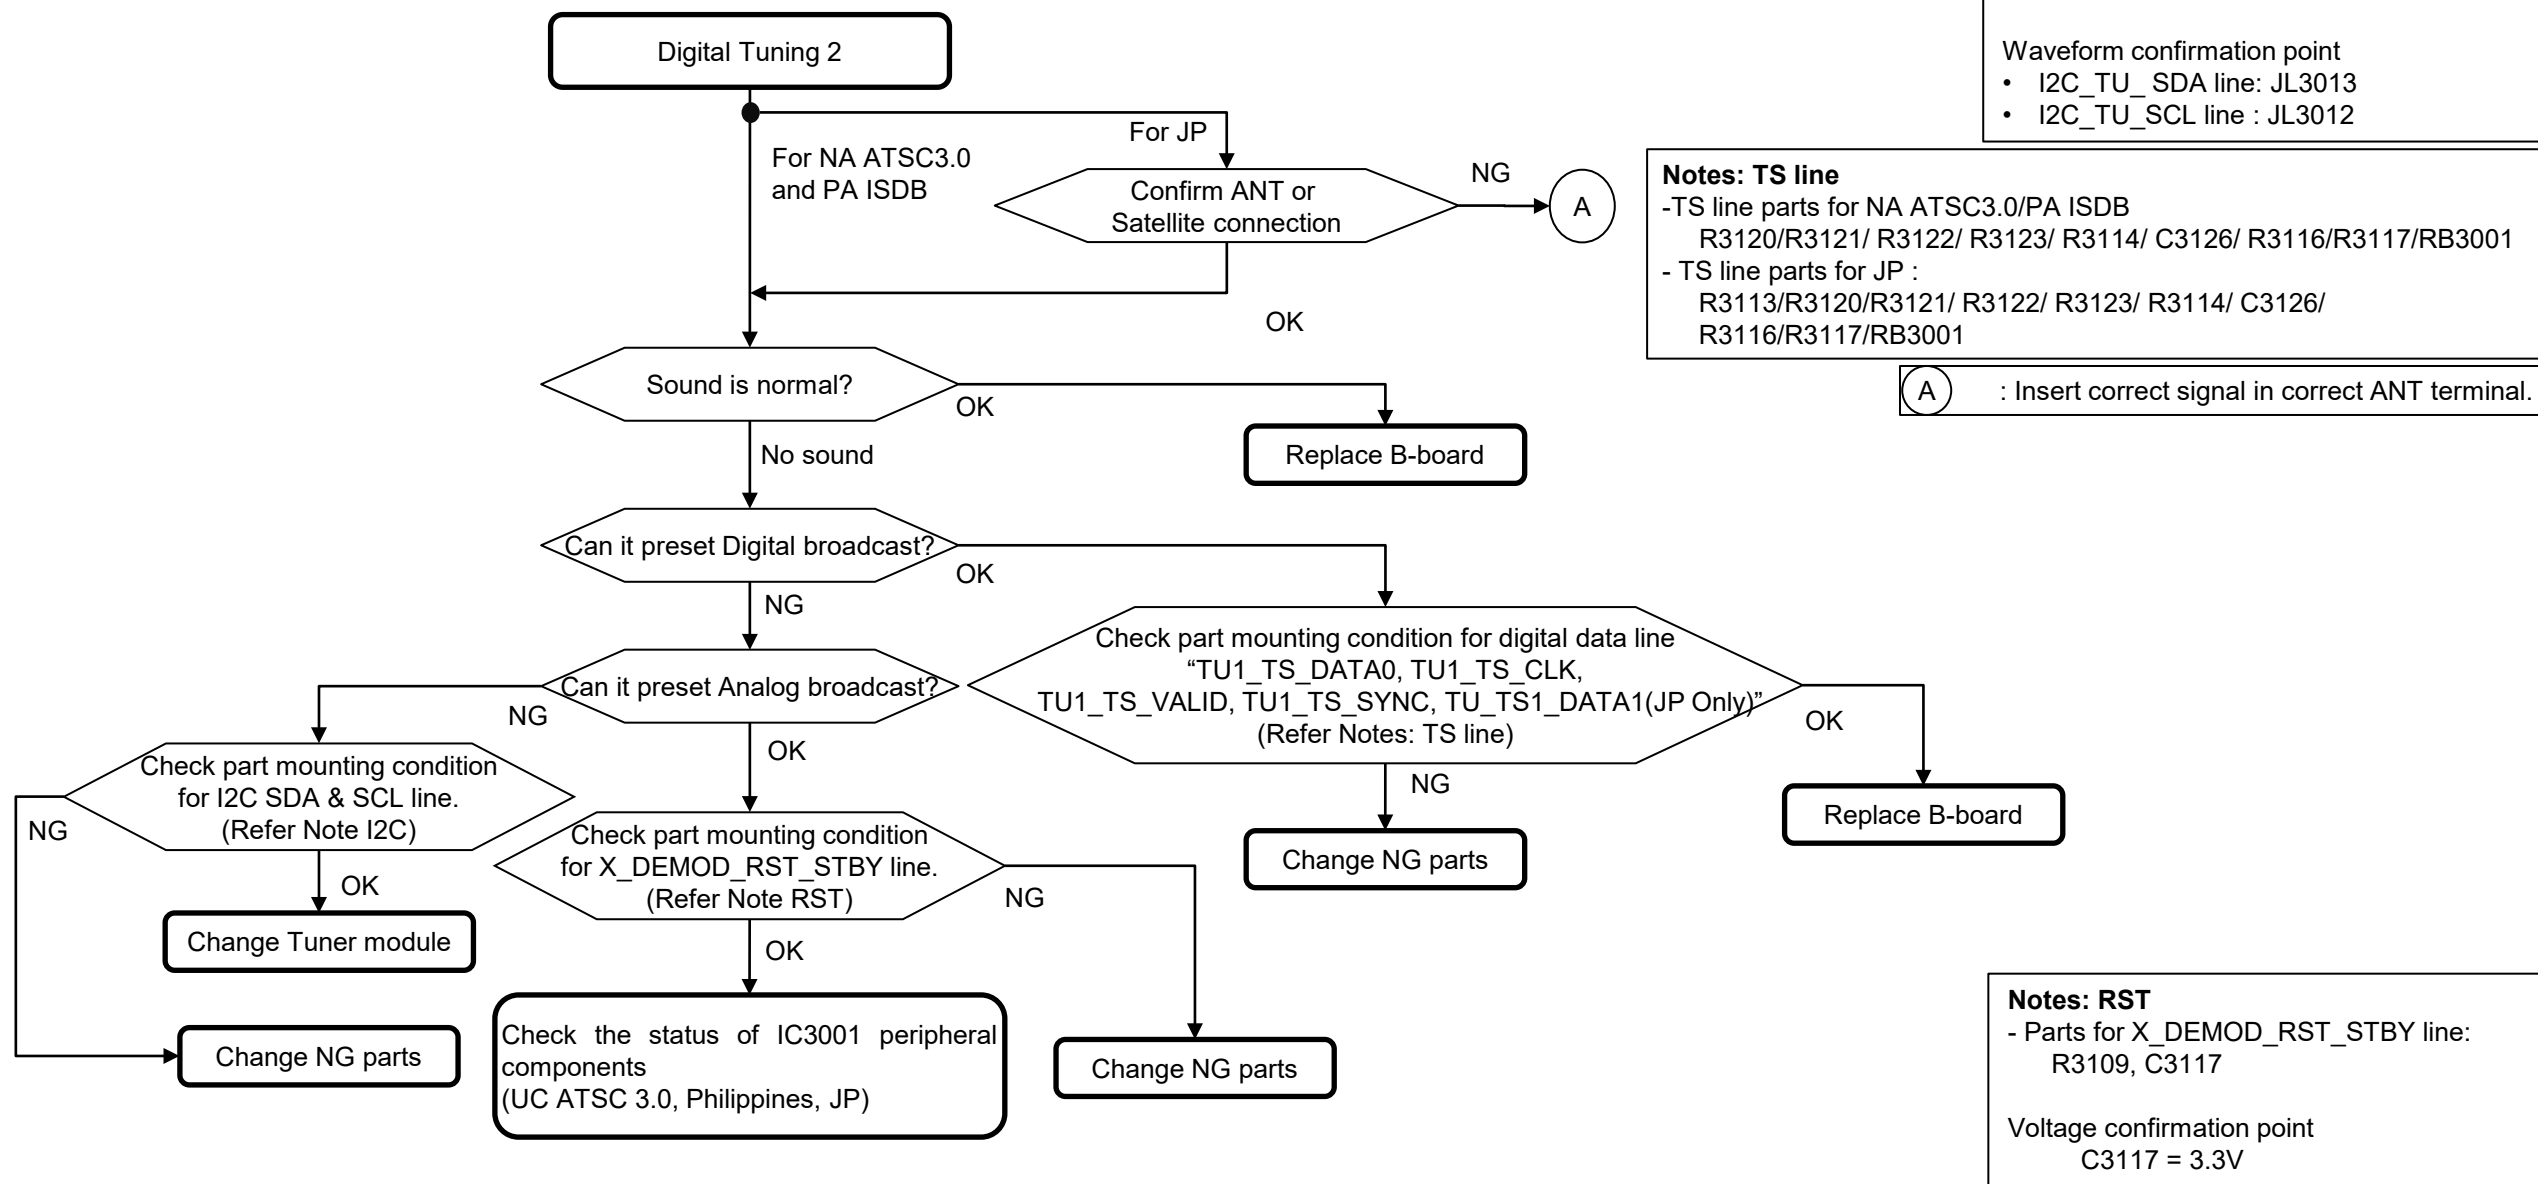 Digital Tuning 2
Waveform confirmation point
• I2C_TU_ SDA line: JL3013
• I2C_TU_SCL line : JL3012
For JP
For NA ATSC3.0
and PA ISDB
Confirm ANT or
Satellite connection
NG
A
Notes: TS line
-TS line parts for NA ATSC3.0/PA ISDB
R3120/R3121/ R3122/ R3123/ R3114/ C3126/ R3116/R3117/RB3001
- TS line parts for JP :
R3113/R3120/R3121/ R3122/ R3123/ R3114/ C3126/
R3116/R3117/RB3001
OK
A : Insert correct signal in correct ANT terminal.
Sound is normal?
OK
Replace B-board
No sound
Can it preset Digital broadcast?
OK
NG
Check part mounting condition for digital data line
“TU1_TS_DATA0, TU1_TS_CLK,
TU1_TS_VALID, TU1_TS_SYNC, TU_TS1_DATA1(JP Only)”
(Refer Notes: TS line)
OK
Replace B-board
NG
Change NG parts
Can it preset Analog broadcast?
NG
OK
Check part mounting condition
for I2C SDA & SCL line.
(Refer Note I2C)
NG
OK
Change Tuner module
Change NG parts
Check part mounting condition
for X_DEMOD_RST_STBY line.
(Refer Note RST)
NG
OK
Check the status of IC3001 peripheral
components
(UC ATSC 3.0, Philippines, JP)
Change NG parts
Notes: RST
- Parts for X_DEMOD_RST_STBY line:
R3109, C3117
Voltage confirmation point
C3117 = 3.3V